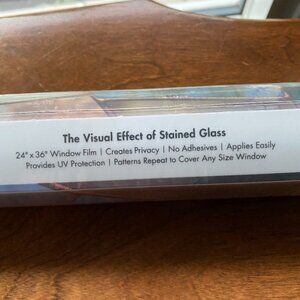 The Visual Effect of Stained Glass
24" x 36" Window Film | Creates Privacy | No Adhesives | Applies Easily
Provides UV Protection | Patterns Repeat to Cover Any Size Window